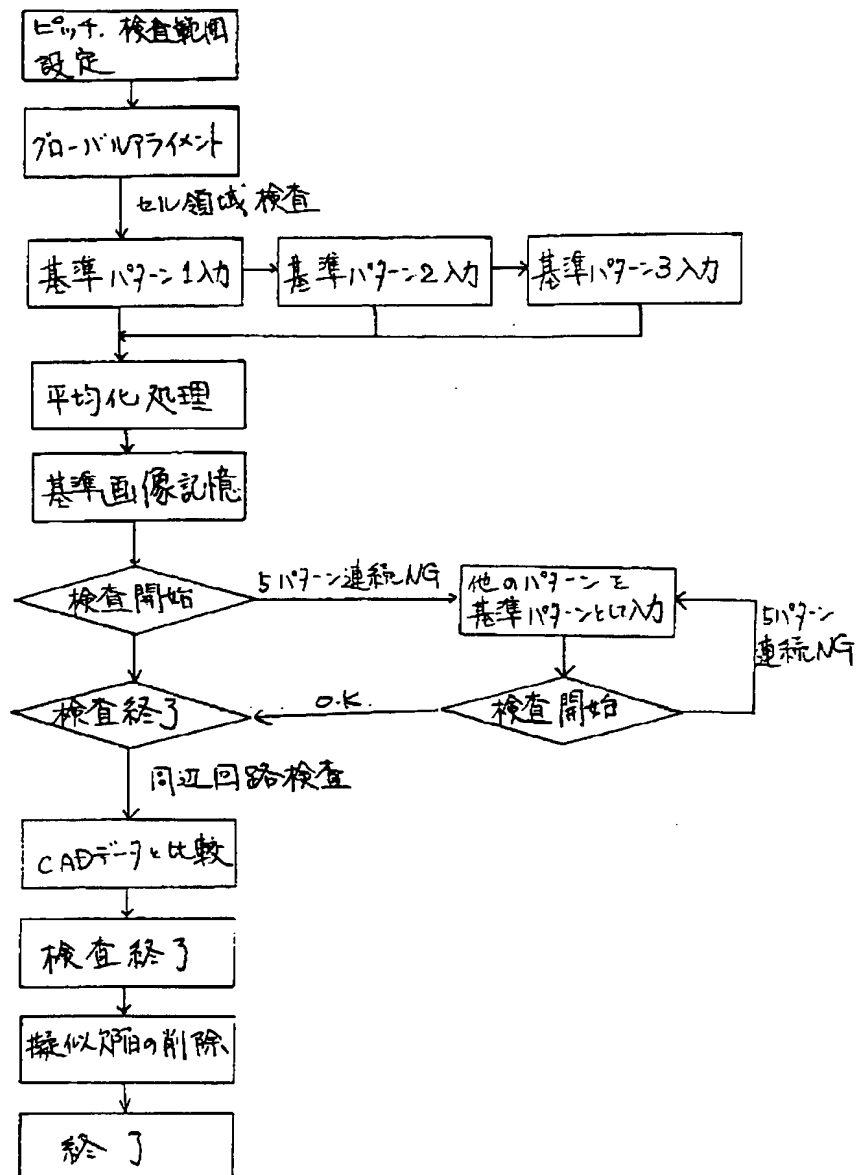 ピッチ、検査範囲
設定
グローバルアライメント
セル領域検査
基準パターン1入力
基準パターン2入力
基準パターン3入力
平均化処理
基準画像記憶
検査開始
5パターン連続NG
他のパターンを
基準パターンとして入力
5パターン
連続NG
検査終了
O.K.
検査開始
周辺回路検査
CADデータと比較
検査終了
擬似欠陥の削除
終了